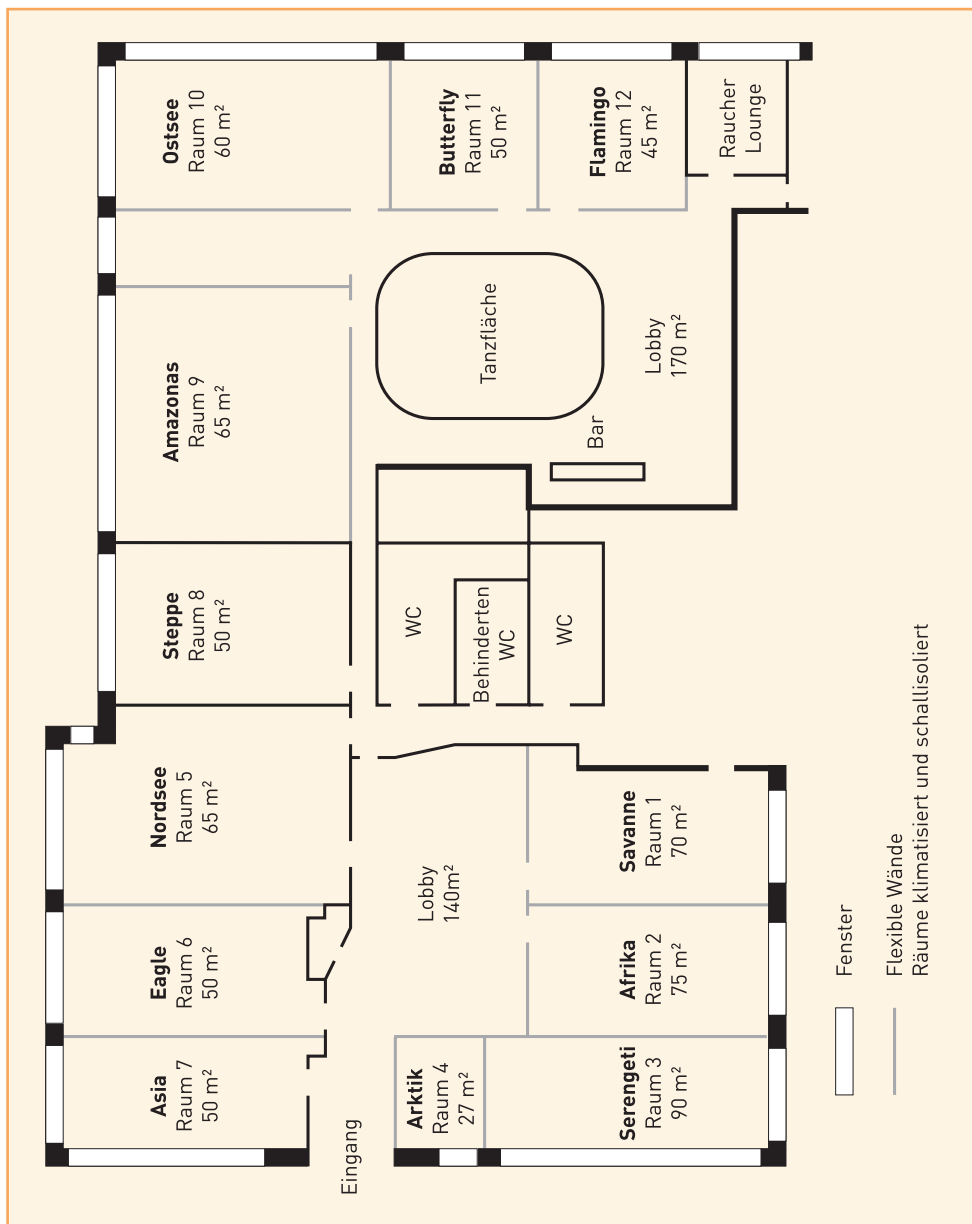 Ostsee
Raum 10
60 m²
Butterfly
Raum 11
50 m²
Flamingo
Raum 12
45 m²
Raucher
Lounge
Amazonas
Raum 9
65 m²
Tanzfläche
Lobby
170 m²
Bar
Steppe
Raum 8
50 m²
WC
Behinderten
WC
WC
Nordsee
Raum 5
65 m²
Eagle
Raum 6
50 m²
Asia
Raum 7
50 m²
Lobby
140m²
Savanne
Raum 1
70 m²
Afrika
Raum 2
75 m²
Serengeti
Raum 3
90 m²
Arktik
Raum 4
27 m²
Eingang
Fenster
Flexible Wände
Räume klimatisiert und schallisoliert